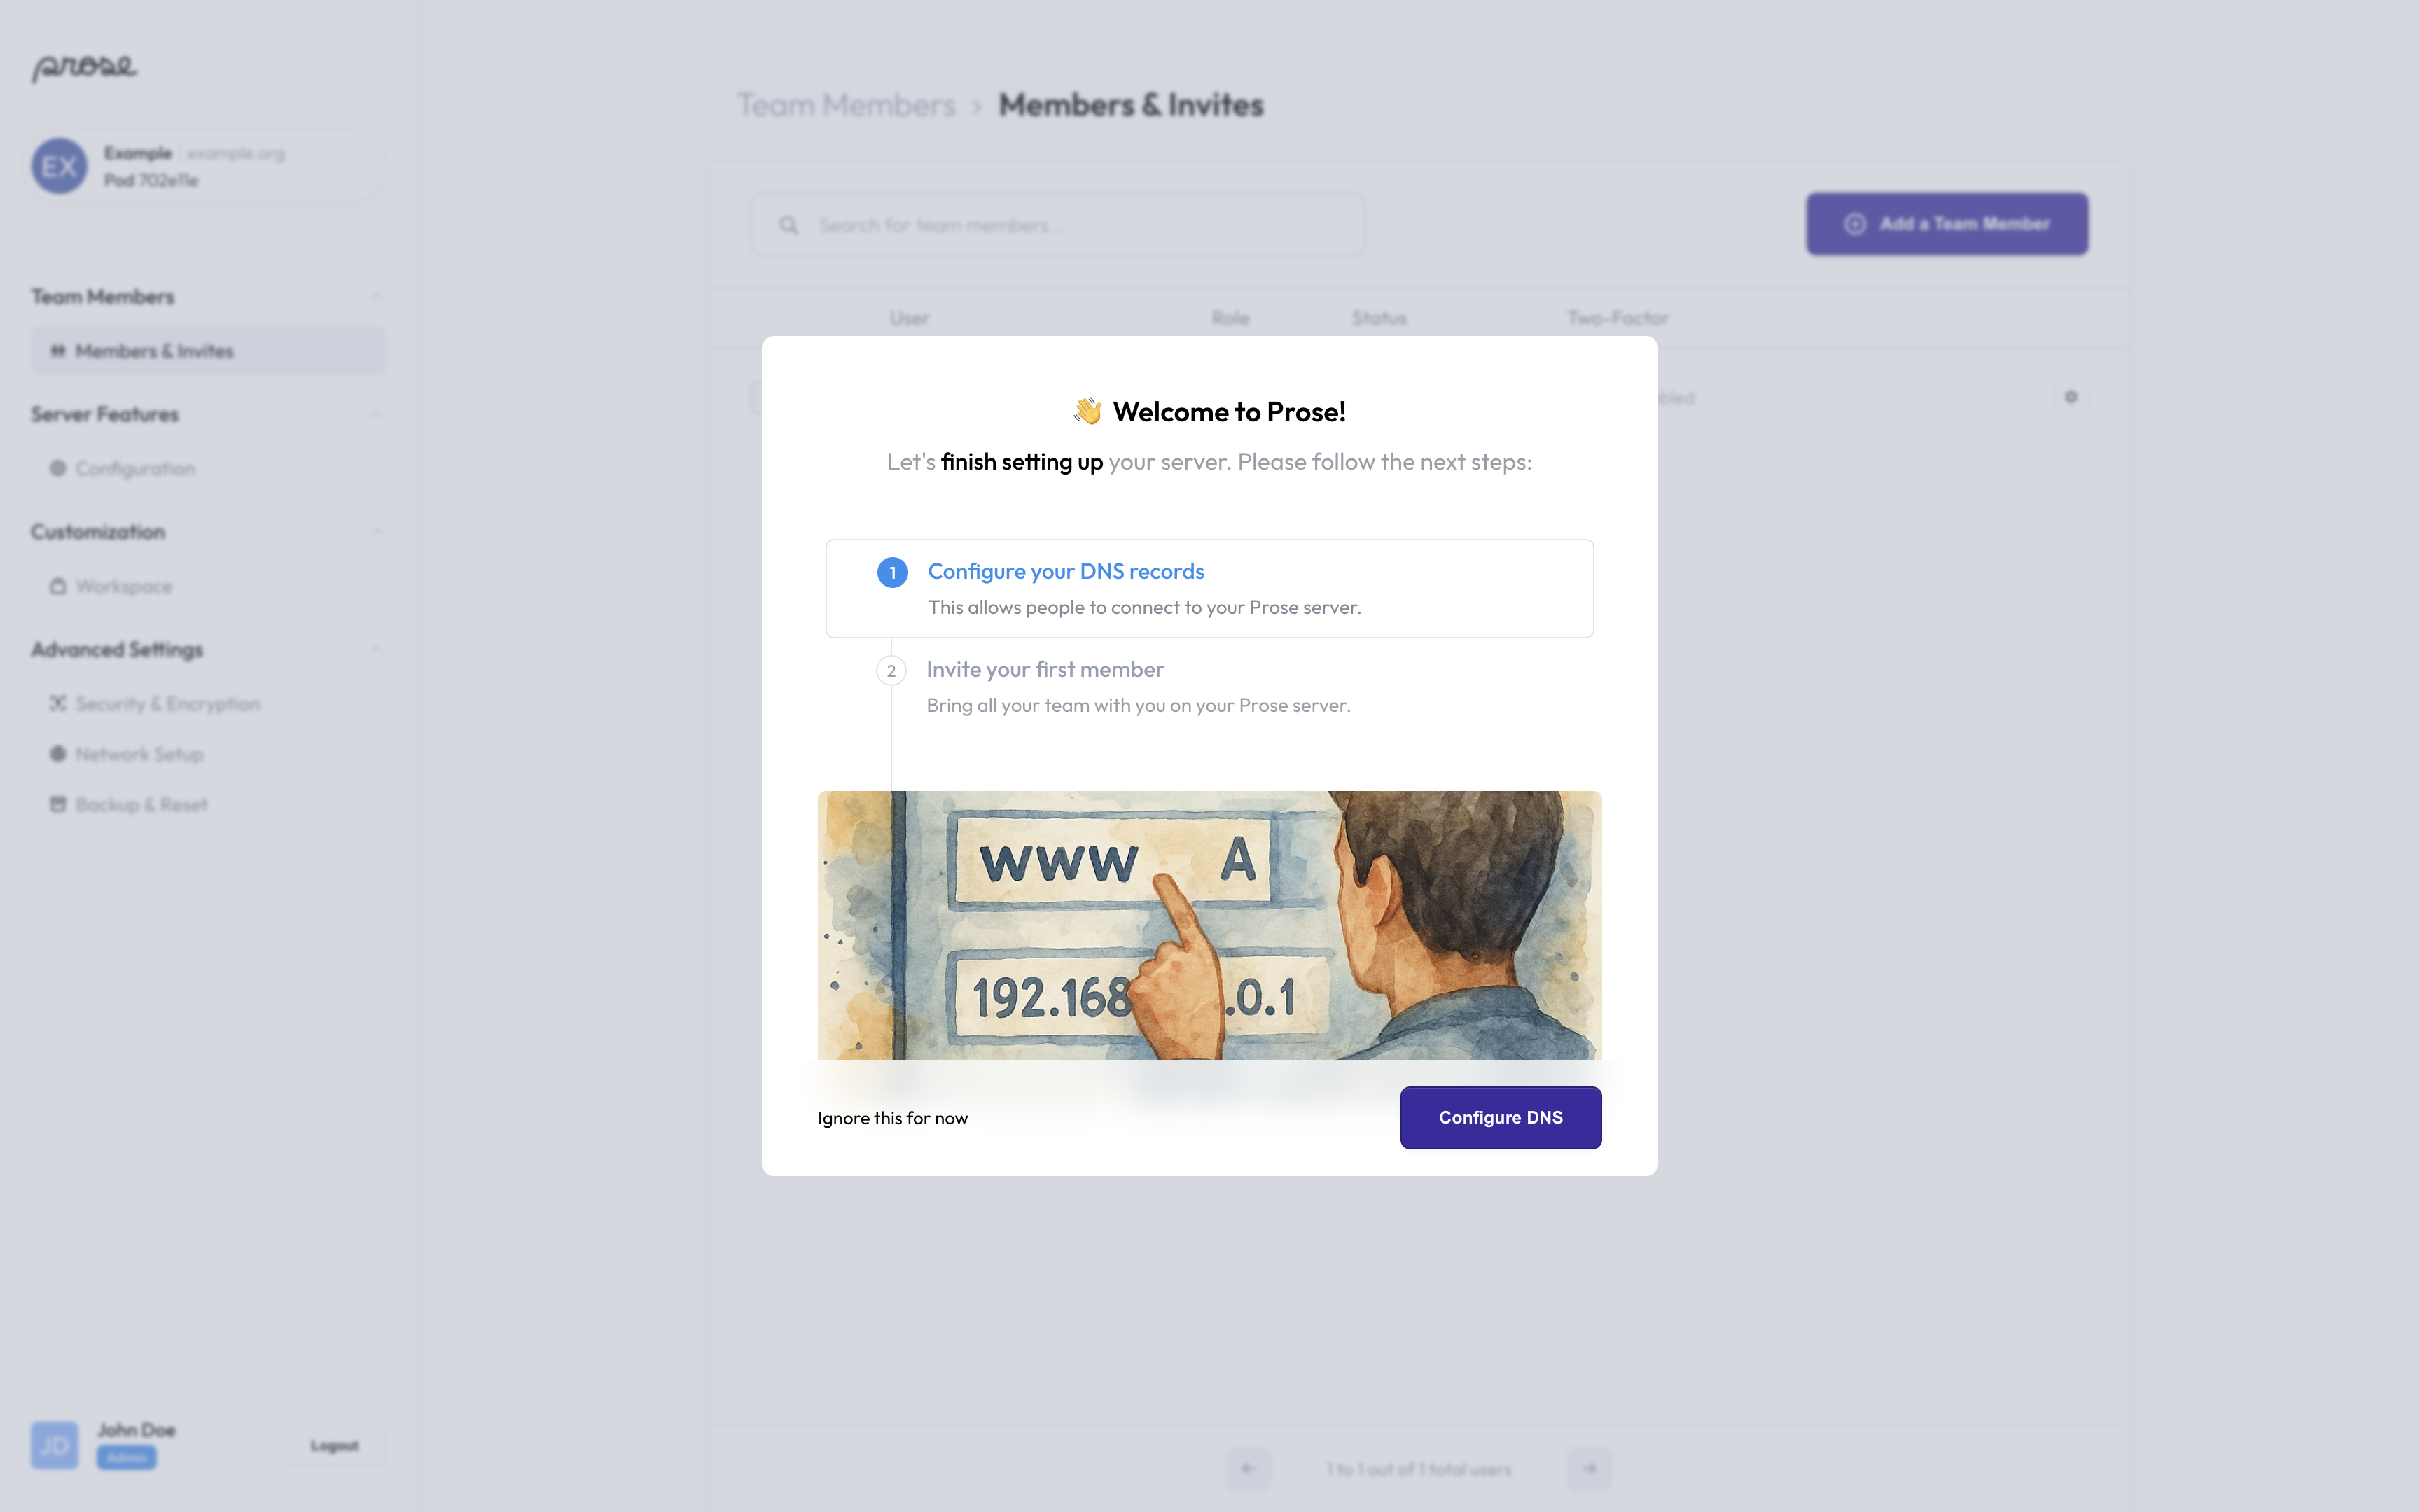 prose
EX
Example example.org
Pod 702e11e
Team Members
Members & Invites
Server Features
Configuration
Customization
Workspace
Advanced Settings
Security & Encryption
Network Setup
Backup & Reset
JD
John Doe
Admin
Logout
Team Members › Members & Invites
Search for team members...
Add a Team Member
User Role Status Two-Factor
👋 Welcome to Prose!
Let's finish setting up your server. Please follow the next steps:
1 Configure your DNS records
This allows people to connect to your Prose server.
2 Invite your first member
Bring all your team with you on your Prose server.
www A
192.168 .0.1
Ignore this for now
Configure DNS
1 to 1 out of 1 total users